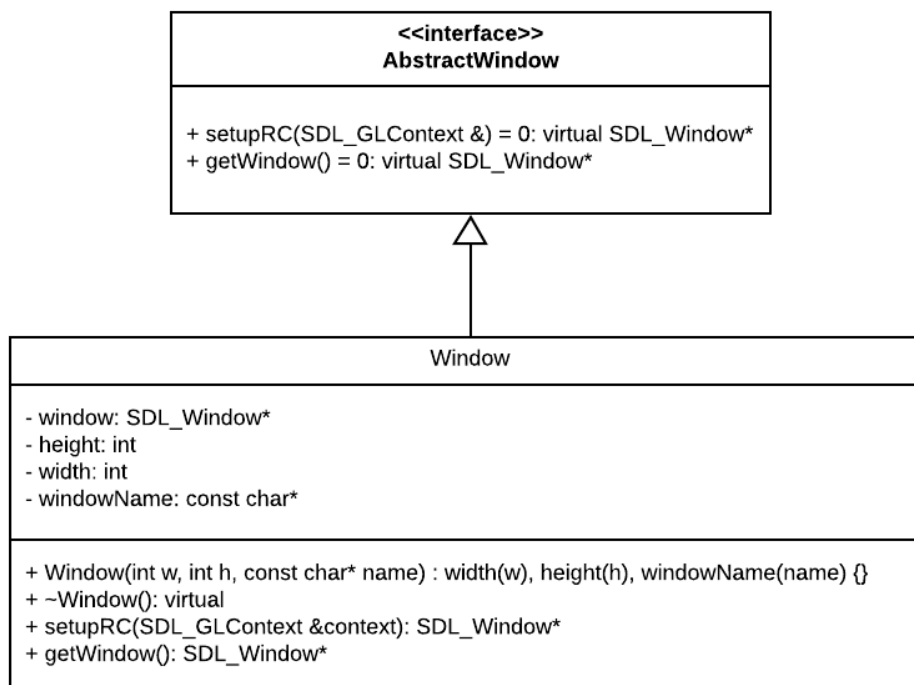 <<interface>>
AbstractWindow
+ setupRC(SDL_GLContext &) = 0: virtual SDL_Window*
+ getWindow() = 0: virtual SDL_Window*
Window
- window: SDL_Window*
- height: int
- width: int
- windowName: const char*
+ Window(int w, int h, const char* name) : width(w), height(h), windowName(name) {}
+ ~Window(): virtual
+ setupRC(SDL_GLContext &context): SDL_Window*
+ getWindow(): SDL_Window*